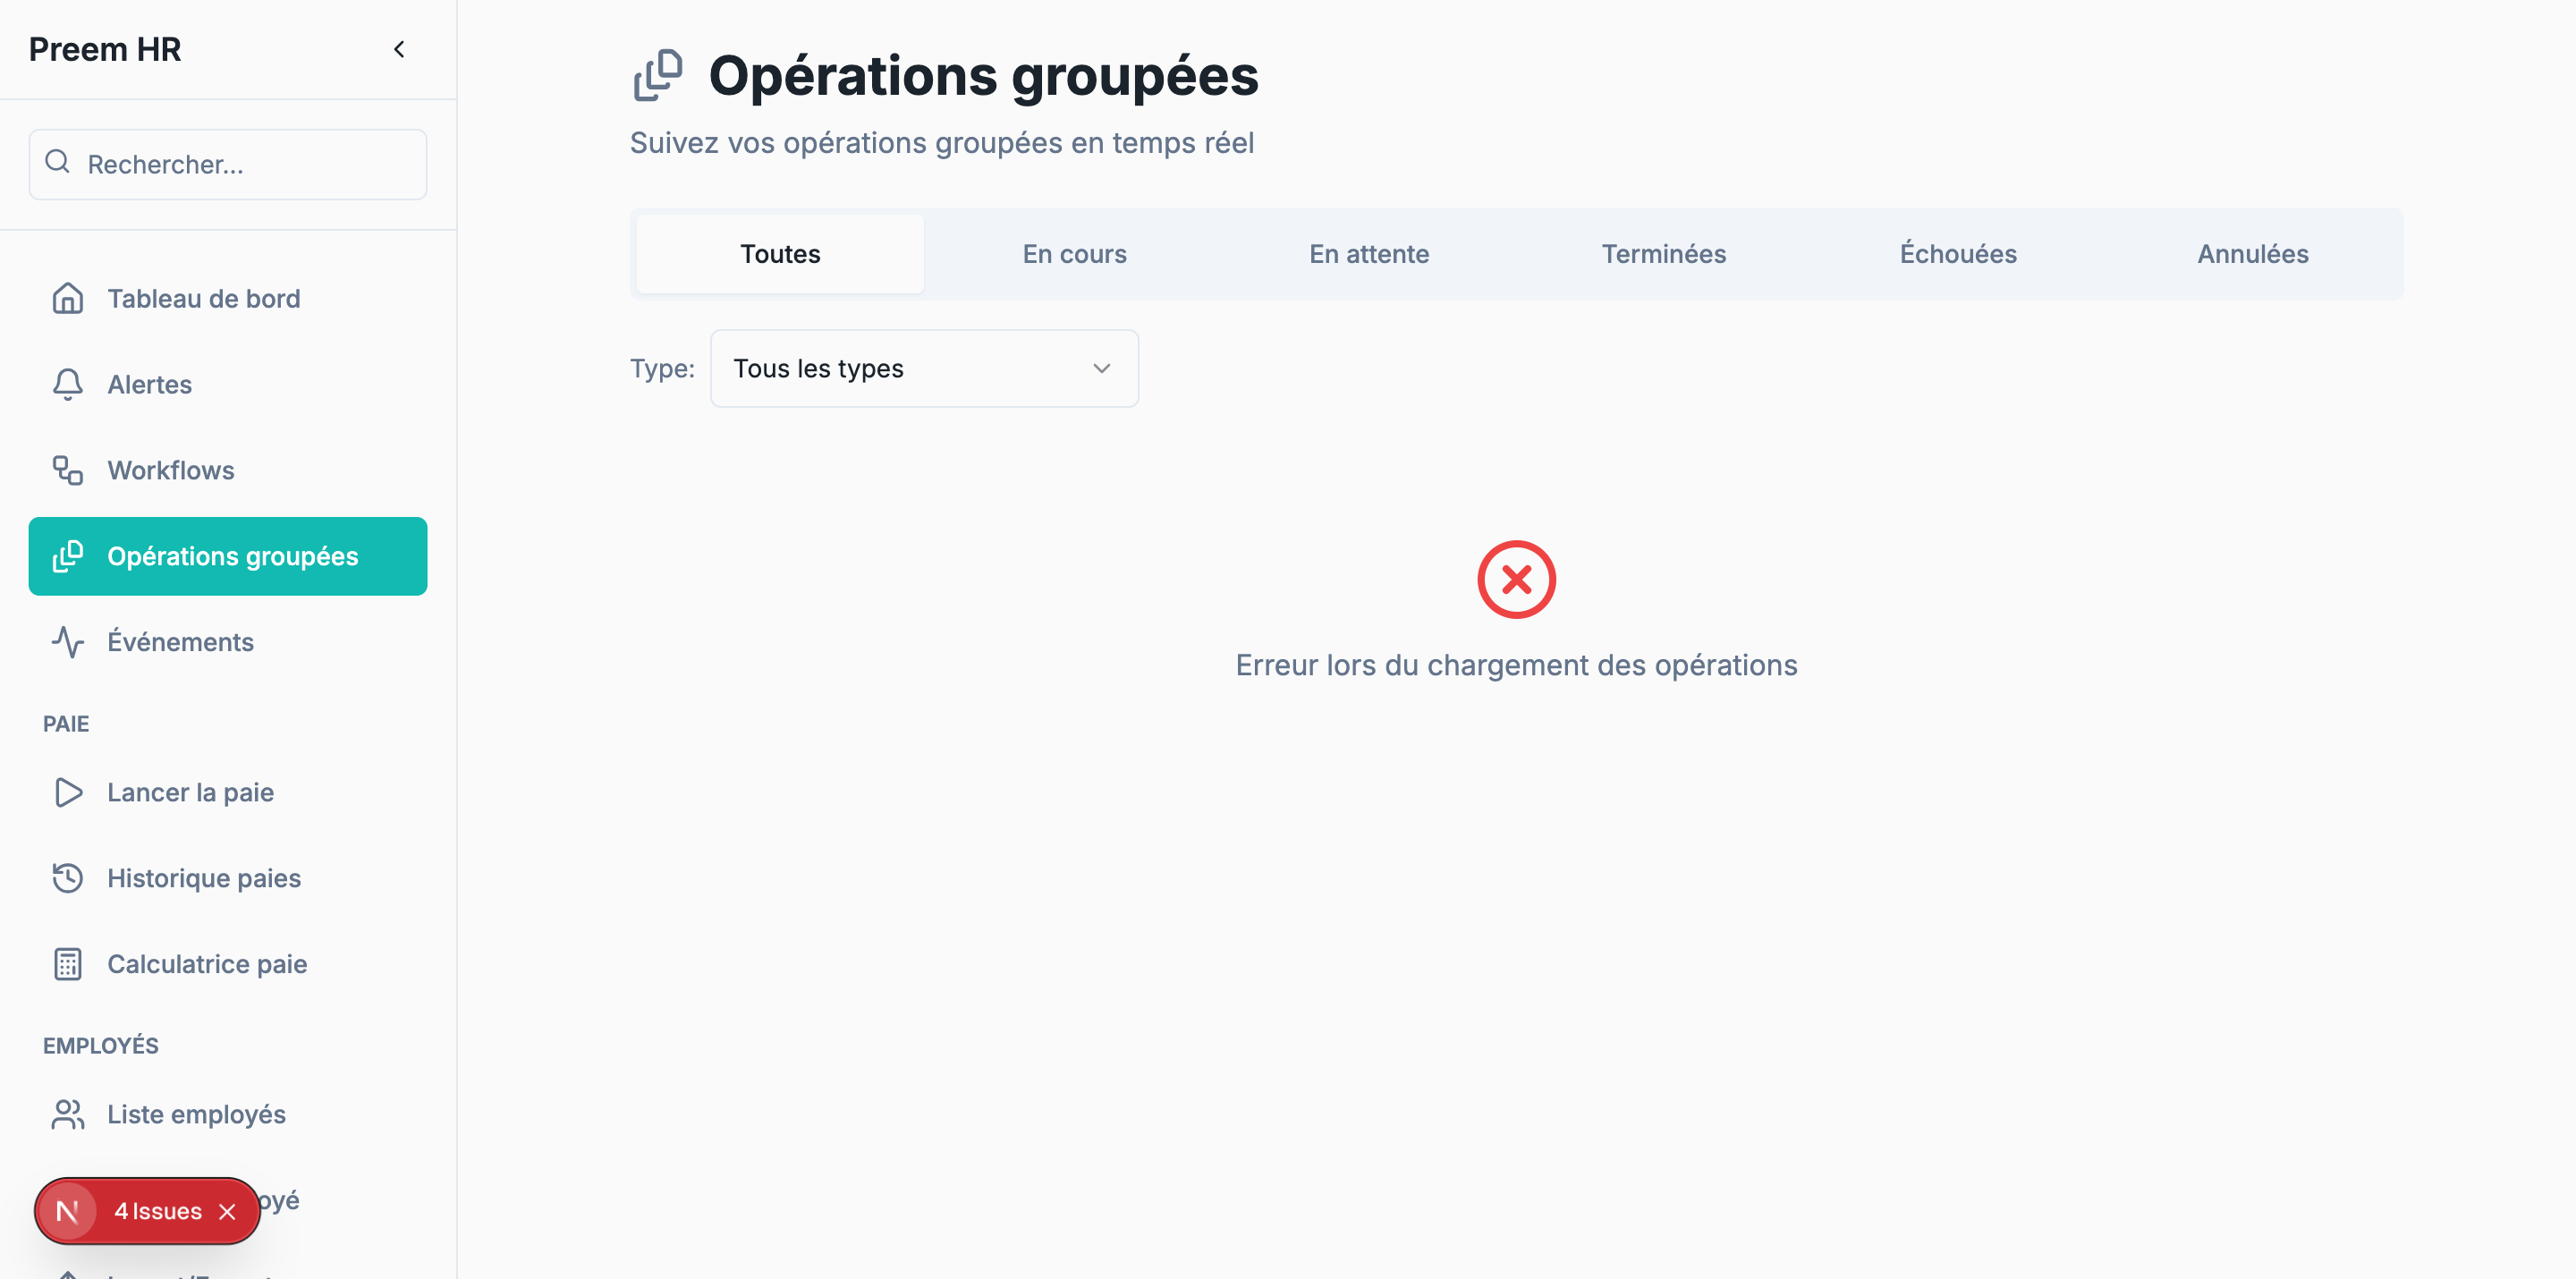 Preem HR
Rechercher...
Tableau de bord
Alertes
Workflows
Opérations groupées
Événements
PAIE
Lancer la paie
Historique paies
Calculatrice paie
EMPLOYÉS
Liste employés
oyé
N 4 Issues
Opérations groupées
Suivez vos opérations groupées en temps réel
Toutes En cours En attente Terminées Échouées Annulées
Type: Tous les types
Erreur lors du chargement des opérations